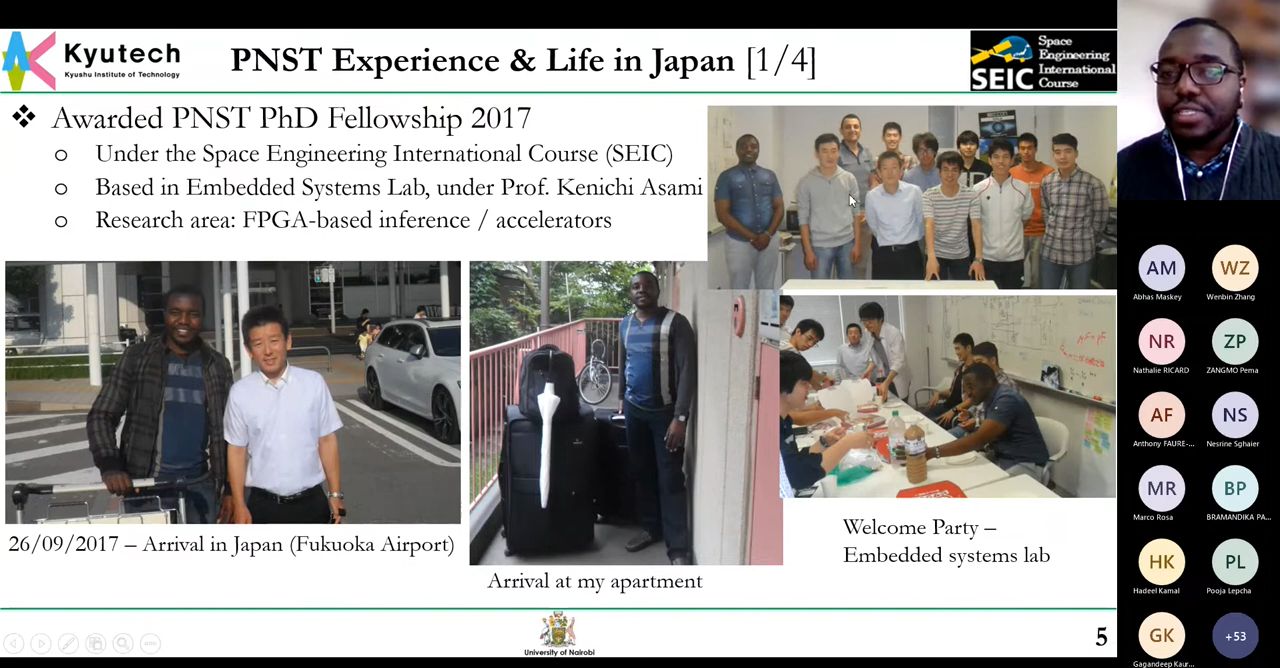 Kyutech
Kyushu Institute of Technology
PNST Experience & Life in Japan [1/4]
Space
Engineering
International
Course
SEIC
❖ Awarded PNST PhD Fellowship 2017
o Under the Space Engineering International Course (SEIC)
o Based in Embedded Systems Lab, under Prof. Kenichi Asami
o Research area: FPGA-based inference / accelerators
26/09/2017 – Arrival in Japan (Fukuoka Airport)
Arrival at my apartment
Welcome Party –
Embedded systems lab
University of Nairobi
5
AM
Abhas Maskey
WZ
Wenbin Zhang
NR
Nathalie RICARD
ZP
ZANGMO Pema
AF
Anthony FAURE-...
NS
Nesrine Sghaier
MR
Marco Rosa
BP
BRAMANDIKA PA...
HK
Hadeel Kamal
PL
Pooja Lepcha
GK
Gagandeep Kaur...
+53